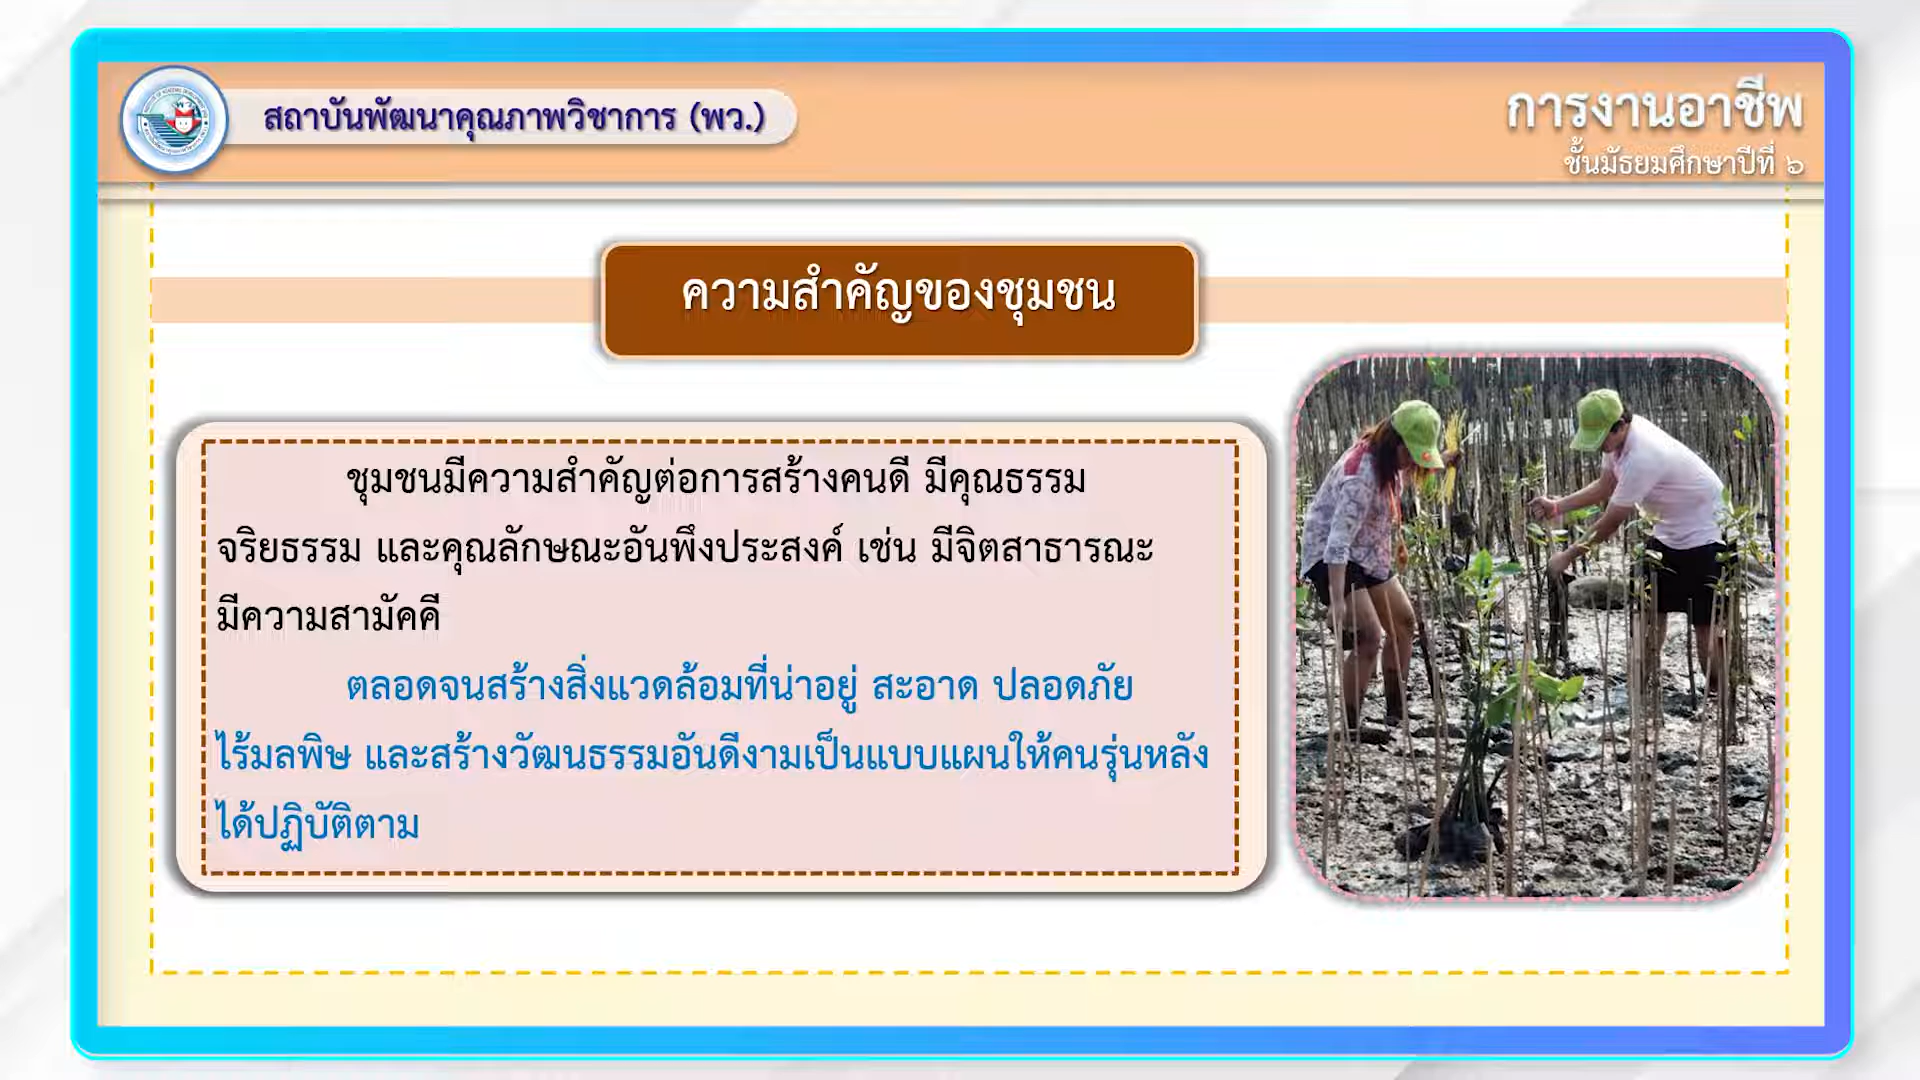 สถาบันพัฒนาคุณภาพวิชาการ (พว.)
การงานอาชีพ
ชั้นมัธยมศึกษาปีที่ ๖
ความสำคัญของชุมชน
ชุมชนมีความสำคัญต่อการสร้างคนดี มีคุณธรรม
จริยธรรม และคุณลักษณะอันพึงประสงค์ เช่น มีจิตสาธารณะ
มีความสามัคคี
ตลอดจนสร้างสิ่งแวดล้อมที่น่าอยู่ สะอาด ปลอดภัย
ไร้มลพิษ และสร้างวัฒนธรรมอันดีงามเป็นแบบแผนให้คนรุ่นหลัง
ได้ปฏิบัติตาม